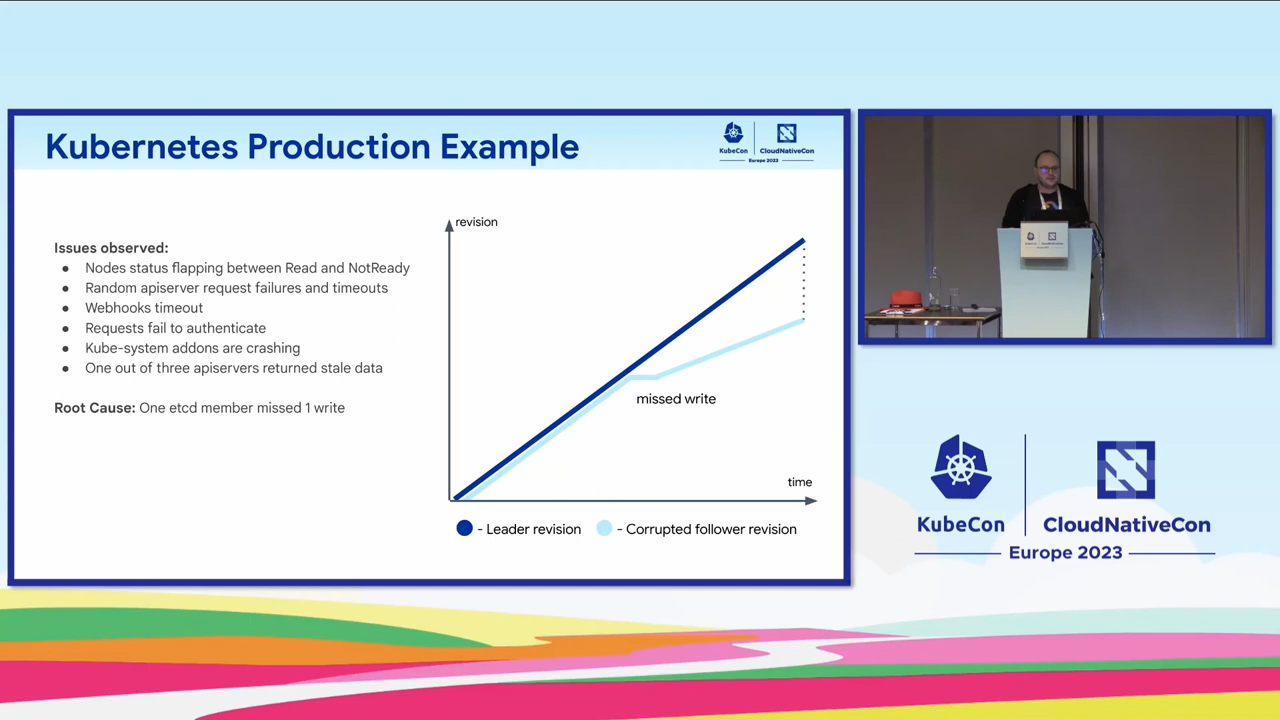 Kubernetes Production Example
KubeCon
CloudNativeCon
Europe 2023
Issues observed:
● Nodes status flapping between Read and NotReady
● Random apiserver request failures and timeouts
● Webhooks timeout
● Requests fail to authenticate
● Kube-system addons are crashing
● One out of three apiservers returned stale data
Root Cause: One etcd member missed 1 write
revision
missed write
time
- Leader revision
- Corrupted follower revision
KubeCon
CloudNativeCon
Europe 2023